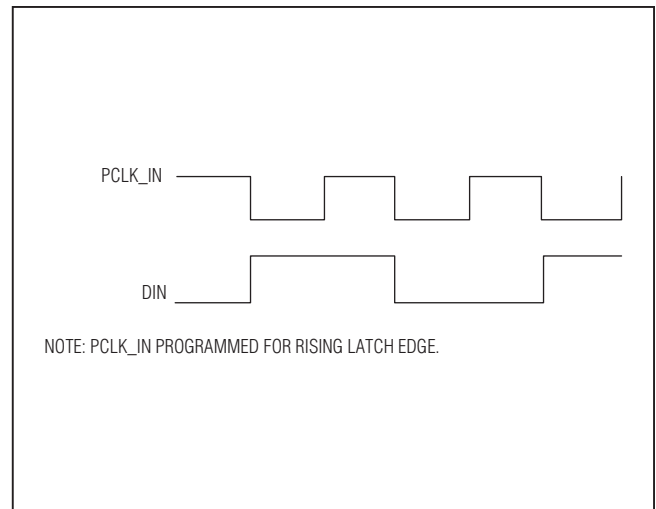 PCLK_IN
DIN
NOTE: PCLK_IN PROGRAMMED FOR RISING LATCH EDGE.